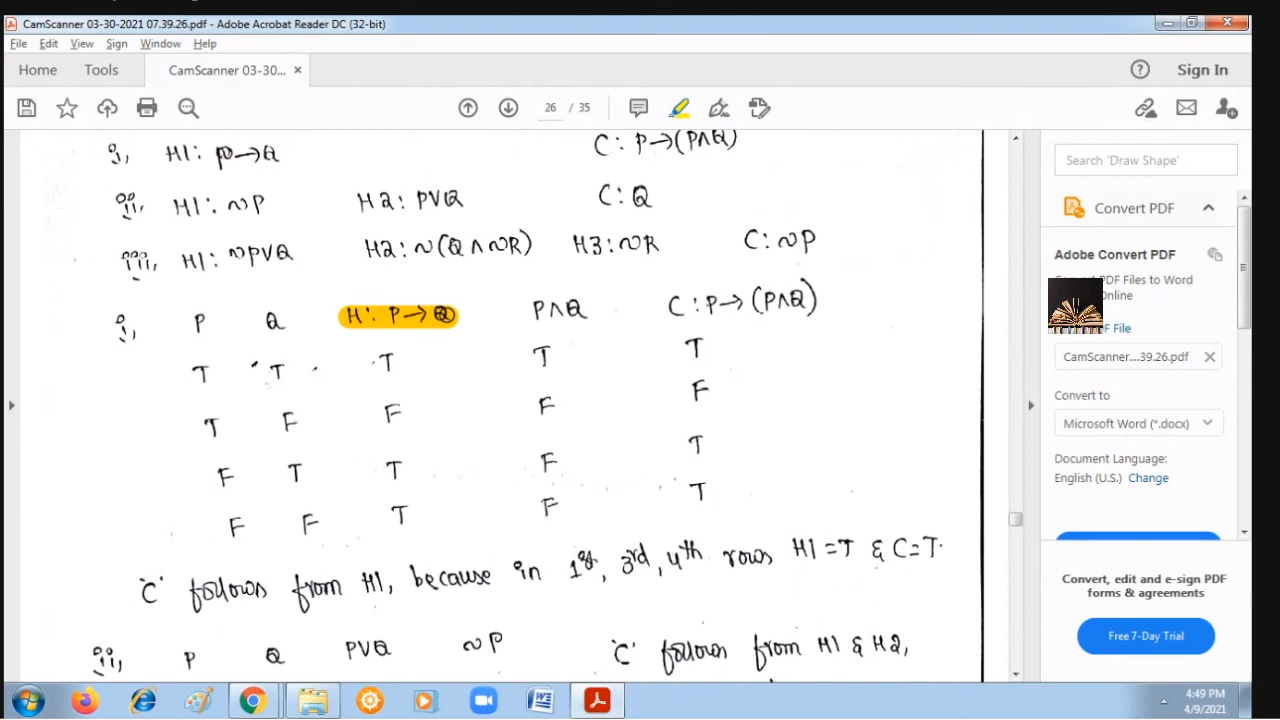 CamScanner 03-30-2021 07.39.26.pdf - Adobe Acrobat Reader DC (32-bit)
File Edit View Sign Window Help
Home Tools CamScanner 03-30... × Sign In
26 / 35
i, H1: P→Q C: P→(P∧Q)
ii, H1: ~P H2: P∨Q C: Q
iii, H1: ~P∨Q H2: ~(Q∧~R) H3: ~R C: ~P
i, P Q H: P→Q P∧Q C: P→(P∧Q)
T T T T T
T F F F F
F T T F T
F F T F T
'C' follows from H1, because in 1st, 3rd, 4th rows H1=T & C=T.
ii, P Q P∨Q ~P 'C' follows from H1 & H2,
Search 'Draw Shape'
Convert PDF
Adobe Convert PDF
Convert PDF Files to Word
Online
File
CamScanner....39.26.pdf ×
Convert to
Microsoft Word (*.docx)
Document Language:
English (U.S.) Change
Convert, edit and e-sign PDF
forms & agreements
Free 7-Day Trial
4:49 PM
4/9/2021